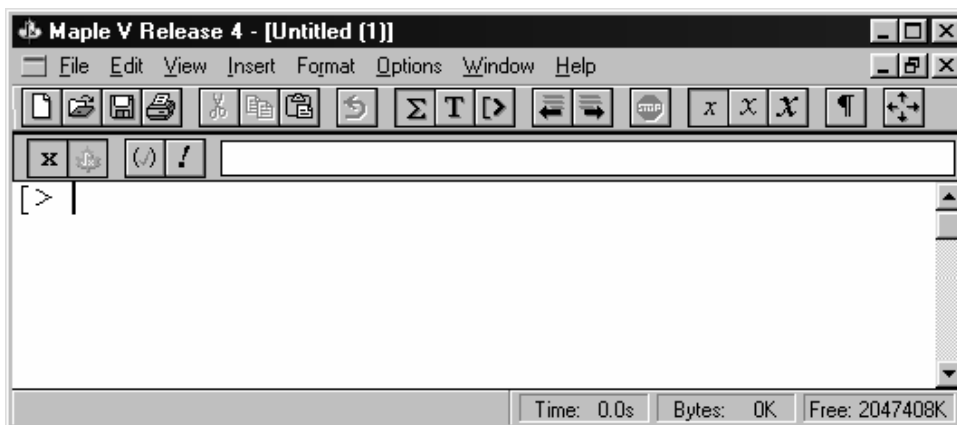 Maple V Release 4 - [Untitled (1)]
File Edit View Insert Format Options Window Help
Σ T [> STOP x x x ¶
x (√) !
[>
Time: 0.0s Bytes: 0K Free: 2047408K